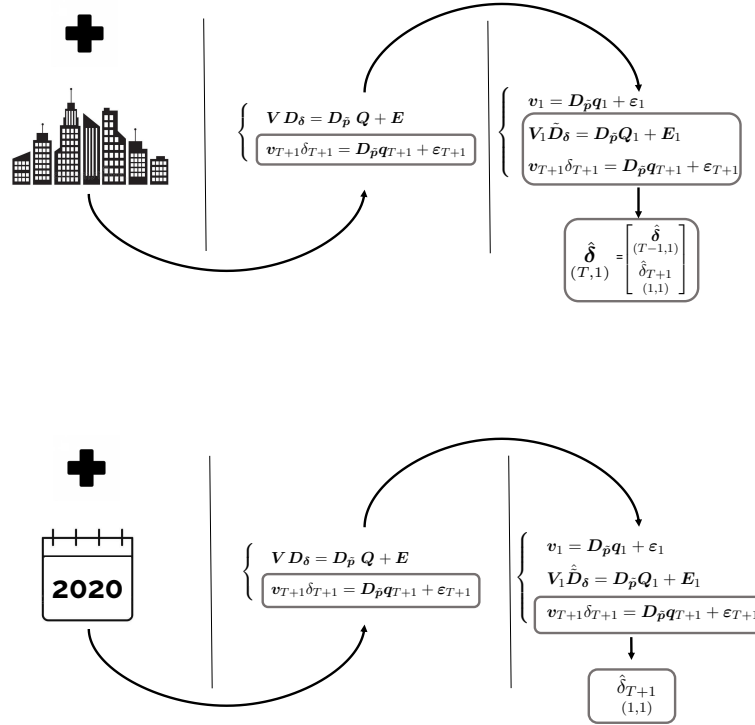 V D_δ = D_p̃ Q + E
v_{T+1}δ_{T+1} = D_p̃ q_{T+1} + ε_{T+1}
v_1 = D_p̃ q_1 + ε_1
V_1 D̃_δ = D_p̃ Q_1 + E_1
v_{T+1}δ_{T+1} = D_p̃ q_{T+1} + ε_{T+1}
δ̂ (T,1) = [ δ̂ (T−1,1) δ̂_{T+1} (1,1) ]
2020
V D_δ = D_p̃ Q + E
v_{T+1}δ_{T+1} = D_p̃ q_{T+1} + ε_{T+1}
v_1 = D_p̃ q_1 + ε_1
V_1 D̃̂_δ = D_p̃ Q_1 + E_1
v_{T+1}δ_{T+1} = D_p̃ q_{T+1} + ε_{T+1}
δ̂_{T+1}
(1,1)